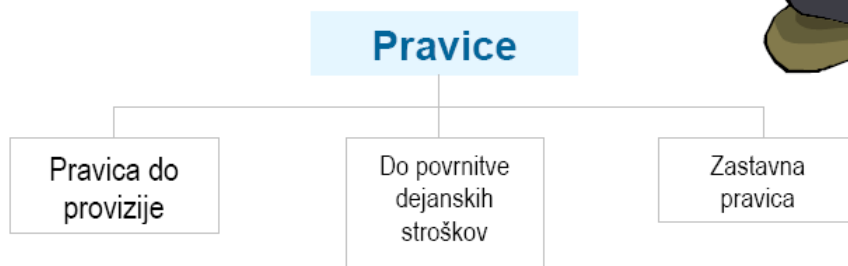 Pravice
Pravica do
provizije
Do povrnitve
dejanskih
stroškov
Zastavna
pravica